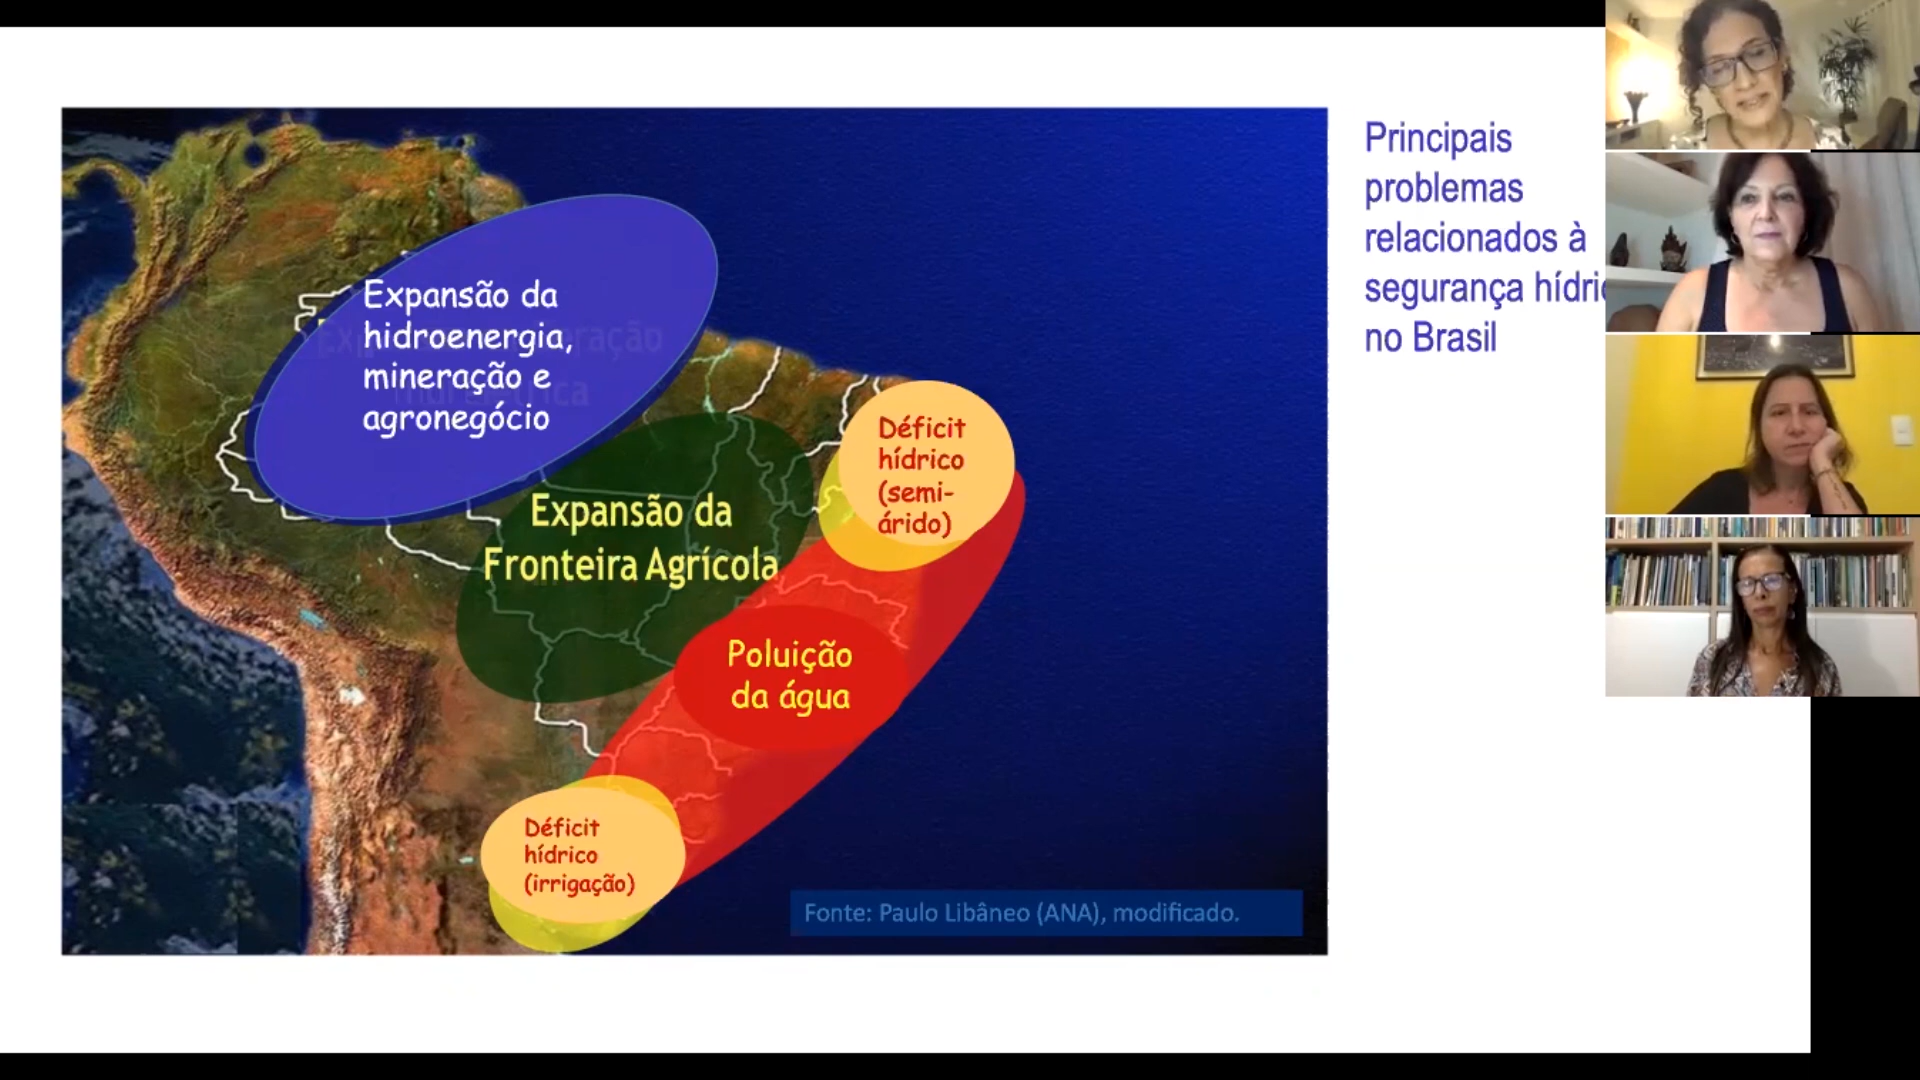 Principais
problemas
relacionados à
segurança hídri
no Brasil
Expansão da
hidroenergia,
mineração e
agronegócio
Expansão da
Fronteira Agrícola
Déficit
hídrico
(semi-
árido)
Poluição
da água
Déficit
hídrico
(irrigação)
Fonte: Paulo Libâneo (ANA), modificado.